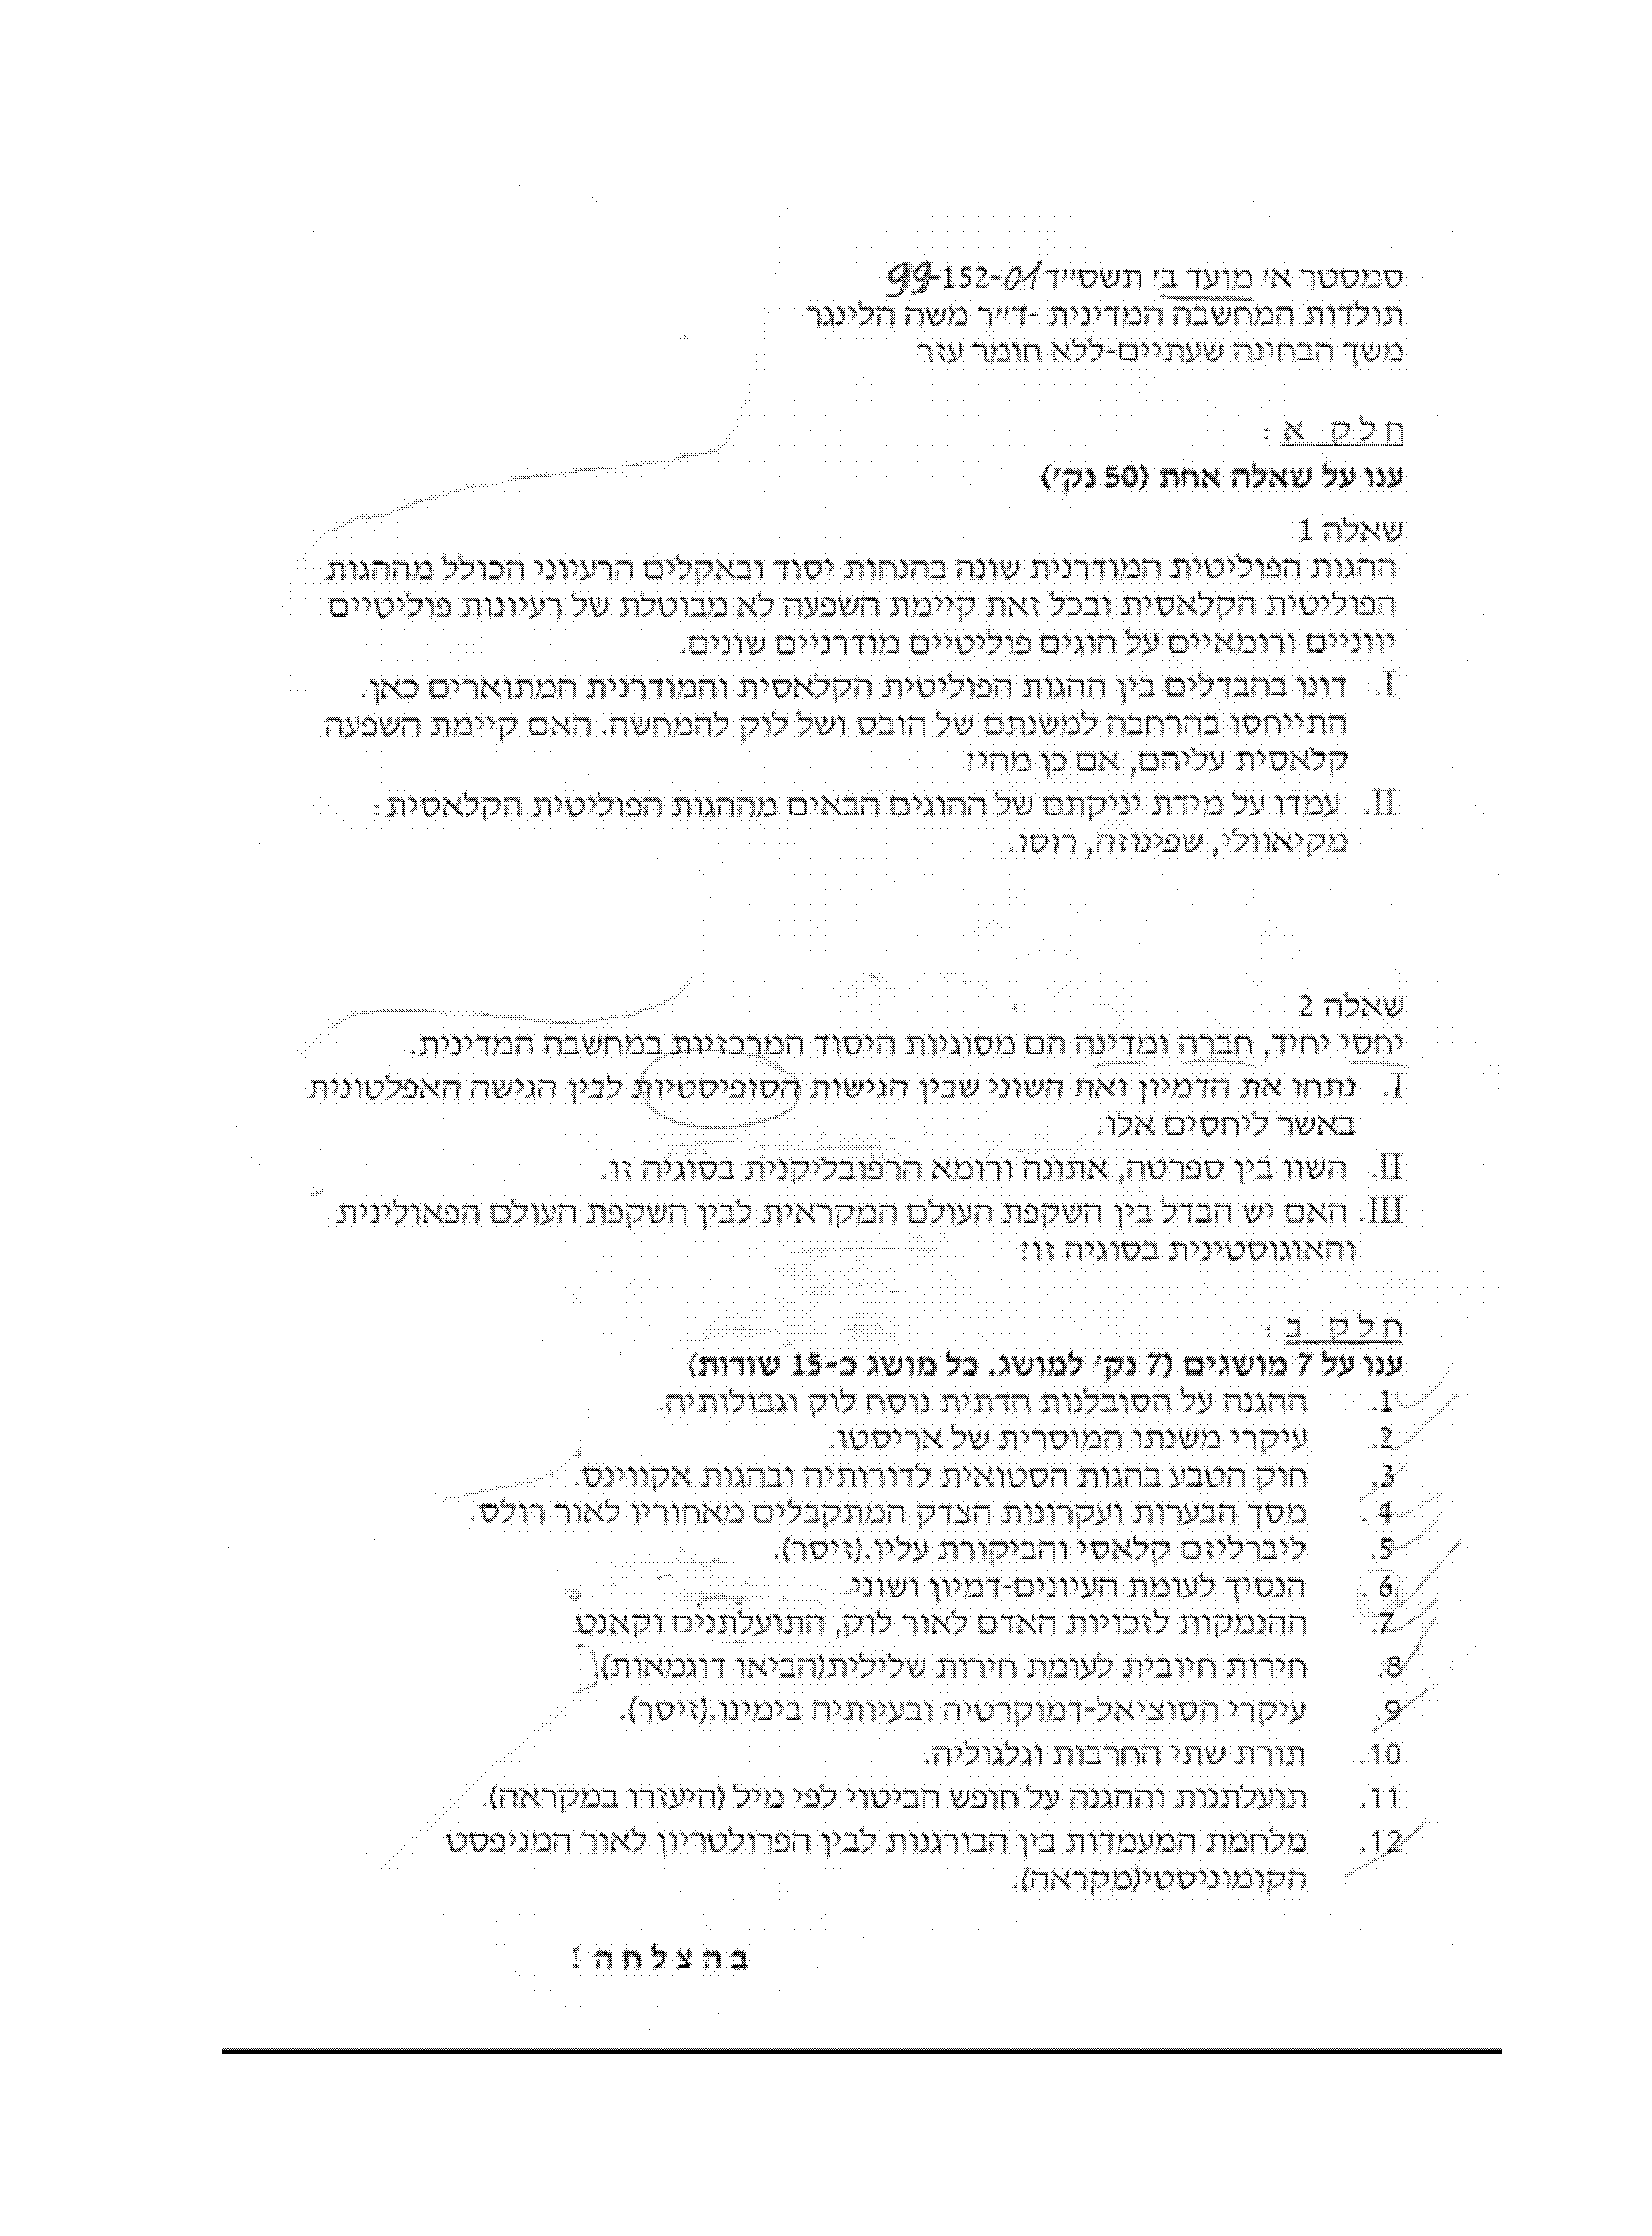 סמסטר א' מועד ב' תשס"ד 99-152-01
תולדות המחשבה המדינית -ד"ר משה הלינגר
משך הבחינה שעתיים-ללא חומר עזר
חלק א:
ענו על שאלה אחת (50 נק')
שאלה 1
ההגות הפוליטית המודרנית שונה בהנחות יסוד ובאקלים הרעיוני הכולל מההגות
הפוליטית הקלאסית ובכל זאת קיימת השפעה לא מבוטלת של רעיונות פוליטיים
יווניים ורומאיים על הוגים פוליטיים מודרניים שונים.
I. דונו בהבדלים בין ההגות הפוליטית הקלאסית והמודרנית המתוארים כאן.
התייחסו בהרחבה למשנתם של הובס ושל לוק להמחשה. האם קיימת השפעה
קלאסית עליהם, אם כן מהי?
II. עמדו על מידת יניקתם של ההוגים הבאים מההגות הפוליטית הקלאסית:
מקיאוולי, שפינוזה, רוסו.
שאלה 2
יחסי יחיד, חברה ומדינה הם מסוגיות היסוד המרכזיות במחשבה המדינית.
I. נתחו את הדמיון ואת השוני שבין הגישות הסופיסטיות לבין הגישה האפלטונית
באשר ליחסים אלו.
II. השוו בין ספרטה, אתונה ורומא הרפובליקנית בסוגיה זו.
III. האם יש הבדל בין השקפת העולם המקראית לבין השקפת העולם הפאולינית
והאוגוסטינית בסוגיה זו?
חלק ב:
ענו על 7 מושגים (7 נק' למושג. כל מושג כ-15 שורות)
1. ההגנה על הסובלנות הדתית נוסח לוק וגבולותיה.
2. עיקרי משנתו המוסרית של אריסטו.
3. חוק הטבע בהגות הסטואית לדורותיה ובהגות אקווינס.
4. מסך הבערות ועקרונות הצדק המתקבלים מאחוריו לאור רולס.
5. ליברליזם קלאסי והביקורת עליו.(זיסר).
6. הנסיך לעומת העיונים-דמיון ושוני
7. ההנמקות לזכויות האדם לאור לוק, התועלתנים וקאנט
8. חירות חיובית לעומת חירות שלילית(הביאו דוגמאות)
9. עיקרי הסוציאל-דמוקרטיה ובעיותיה בימינו.(זיסר).
10. תורת שתי החרבות וגלגוליה.
11. תועלתנות וההגנה על חופש הביטוי לפי מיל (היעזרו במקראה).
12. מלחמת המעמדות בין הבורגנות לבין הפרולטריון לאור המניפסט
הקומוניסטי(מקראה).
בהצלחה!